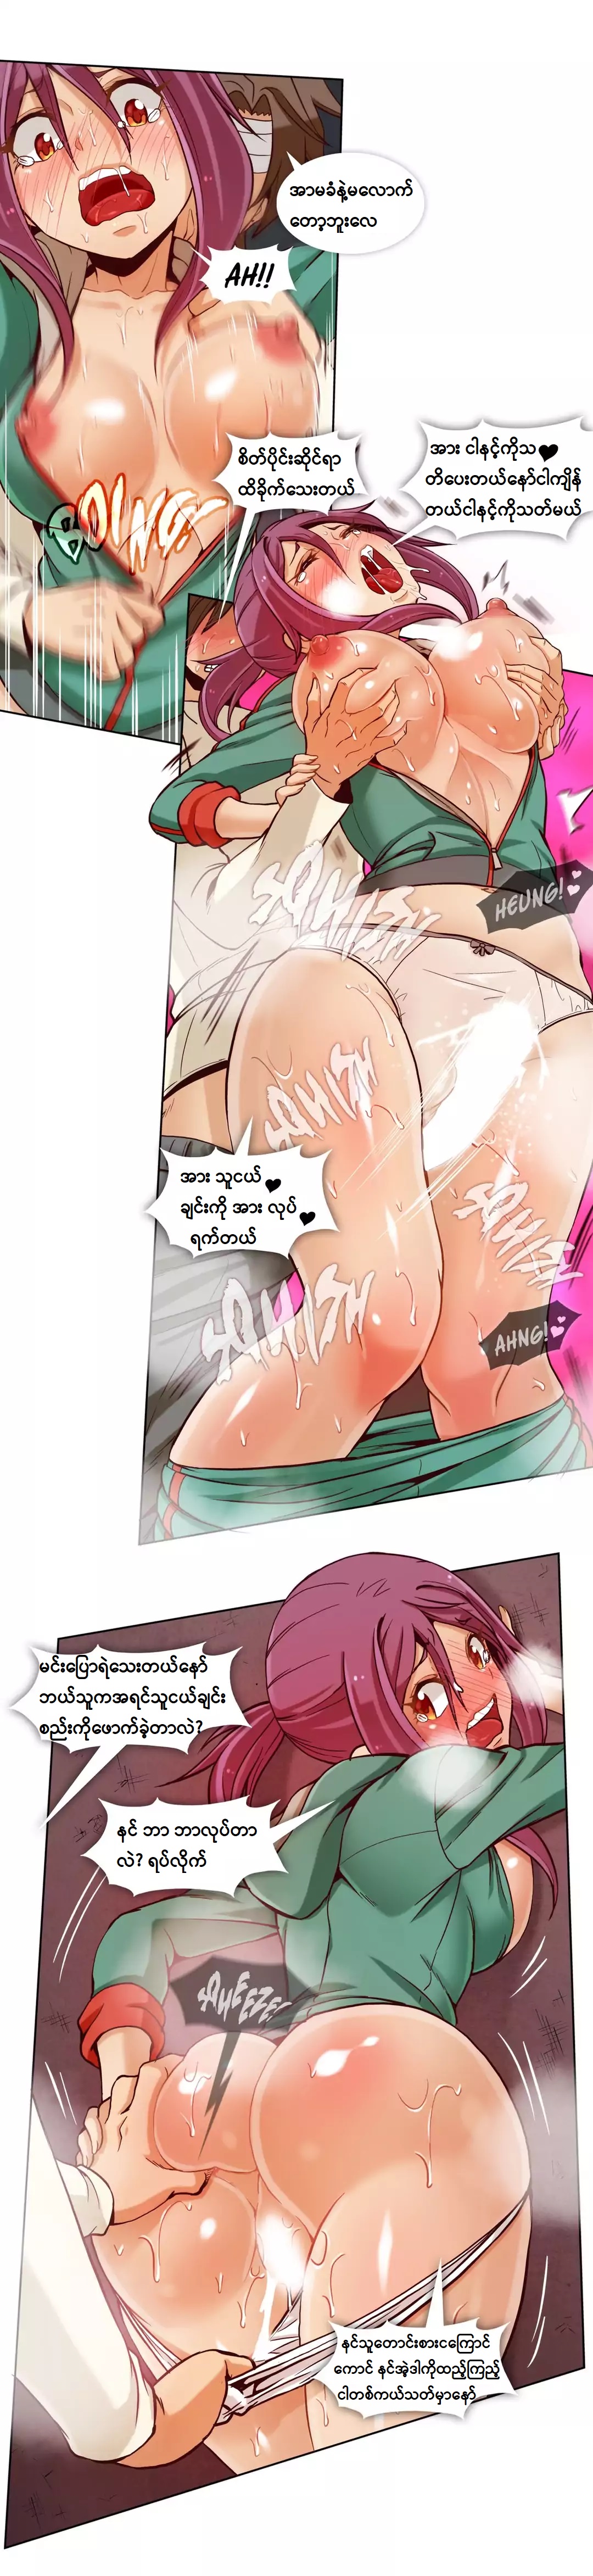 အာမခံနဲ့မလောက်
တော့ဘူးလေ
AH!!
BOING!
စိတ်ပိုင်းဆိုင်ရာ
ထိခိုက်သေးတယ်
အား ငါနင့်ကိုသ
တိပေးတယ်နော်ငါကျိန်
တယ်ငါနင့်ကိုသတ်မယ်
HEUNG!
အား သူငယ်
ချင်းကို အား လုပ်
ရက်တယ်
AHNG!
မင်းပြောရဲသေးတယ်နော်
ဘယ်သူကအရင်သူငယ်ချင်း
စည်းကိုဖောက်ခဲ့တာလဲ?
နင် ဘာ ဘာလုပ်တာ
လဲ? ရပ်လိုက်
နင်သူတောင်းစားငကြောင်
ကောင် နင်အဲ့ဒါကိုထည့်ကြည့်
ငါတစ်ကယ်သတ်မှာနော်